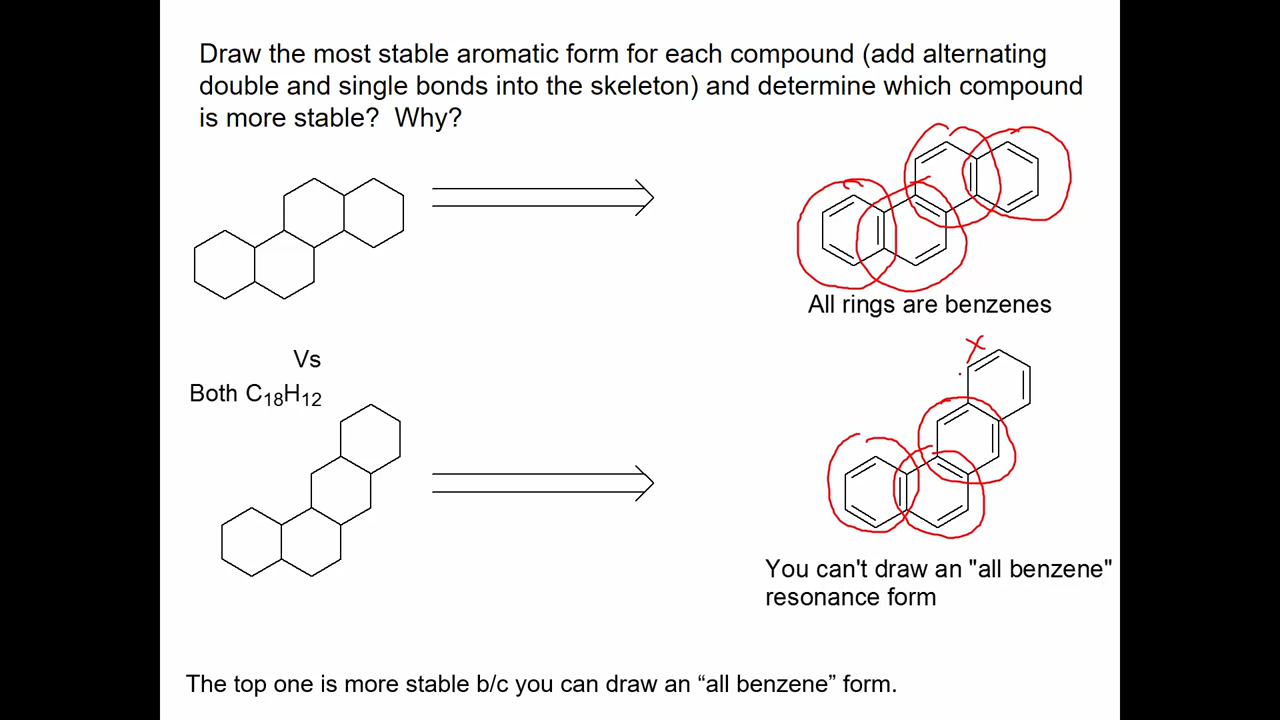 Draw the most stable aromatic form for each compound (add alternating
double and single bonds into the skeleton) and determine which compound
is more stable?  Why?
All rings are benzenes
Vs
Both C₁₈H₁₂
X
You can't draw an "all benzene"
resonance form
The top one is more stable b/c you can draw an “all benzene” form.